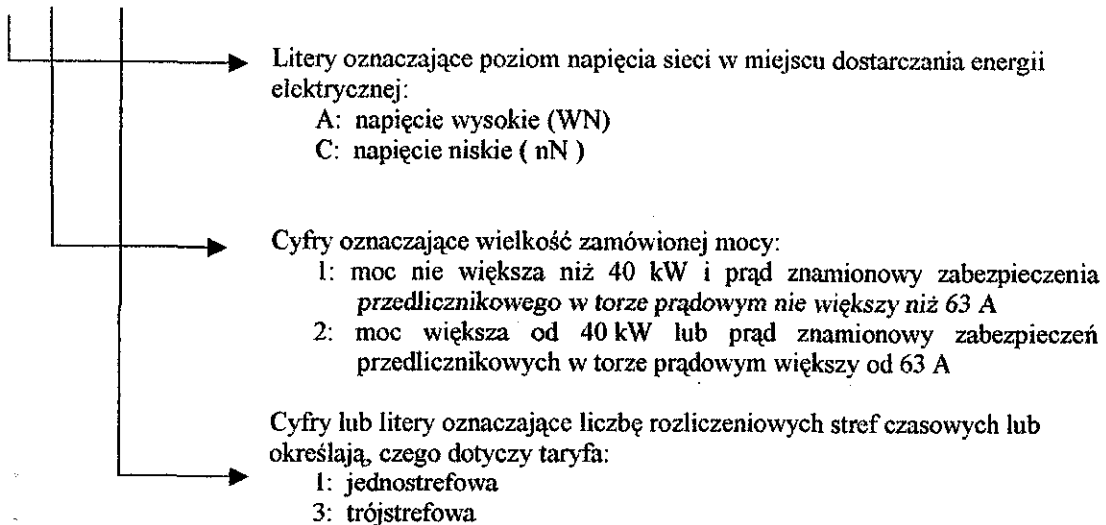 Litery oznaczające poziom napięcia sieci w miejscu dostarczania energii
elektrycznej:
A: napięcie wysokie (WN)
C: napięcie niskie ( nN )
Cyfry oznaczające wielkość zamówionej mocy:
1: moc nie większa niż 40 kW i prąd znamionowy zabezpieczenia
przedlicznikowego w torze prądowym nie większy niż 63 A
2: moc większa od 40 kW lub prąd znamionowy zabezpieczeń
przedlicznikowych w torze prądowym większy od 63 A
Cyfry lub litery oznaczające liczbę rozliczeniowych stref czasowych lub
określają, czego dotyczy taryfa:
1: jednostrefowa
3: trójstrefowa